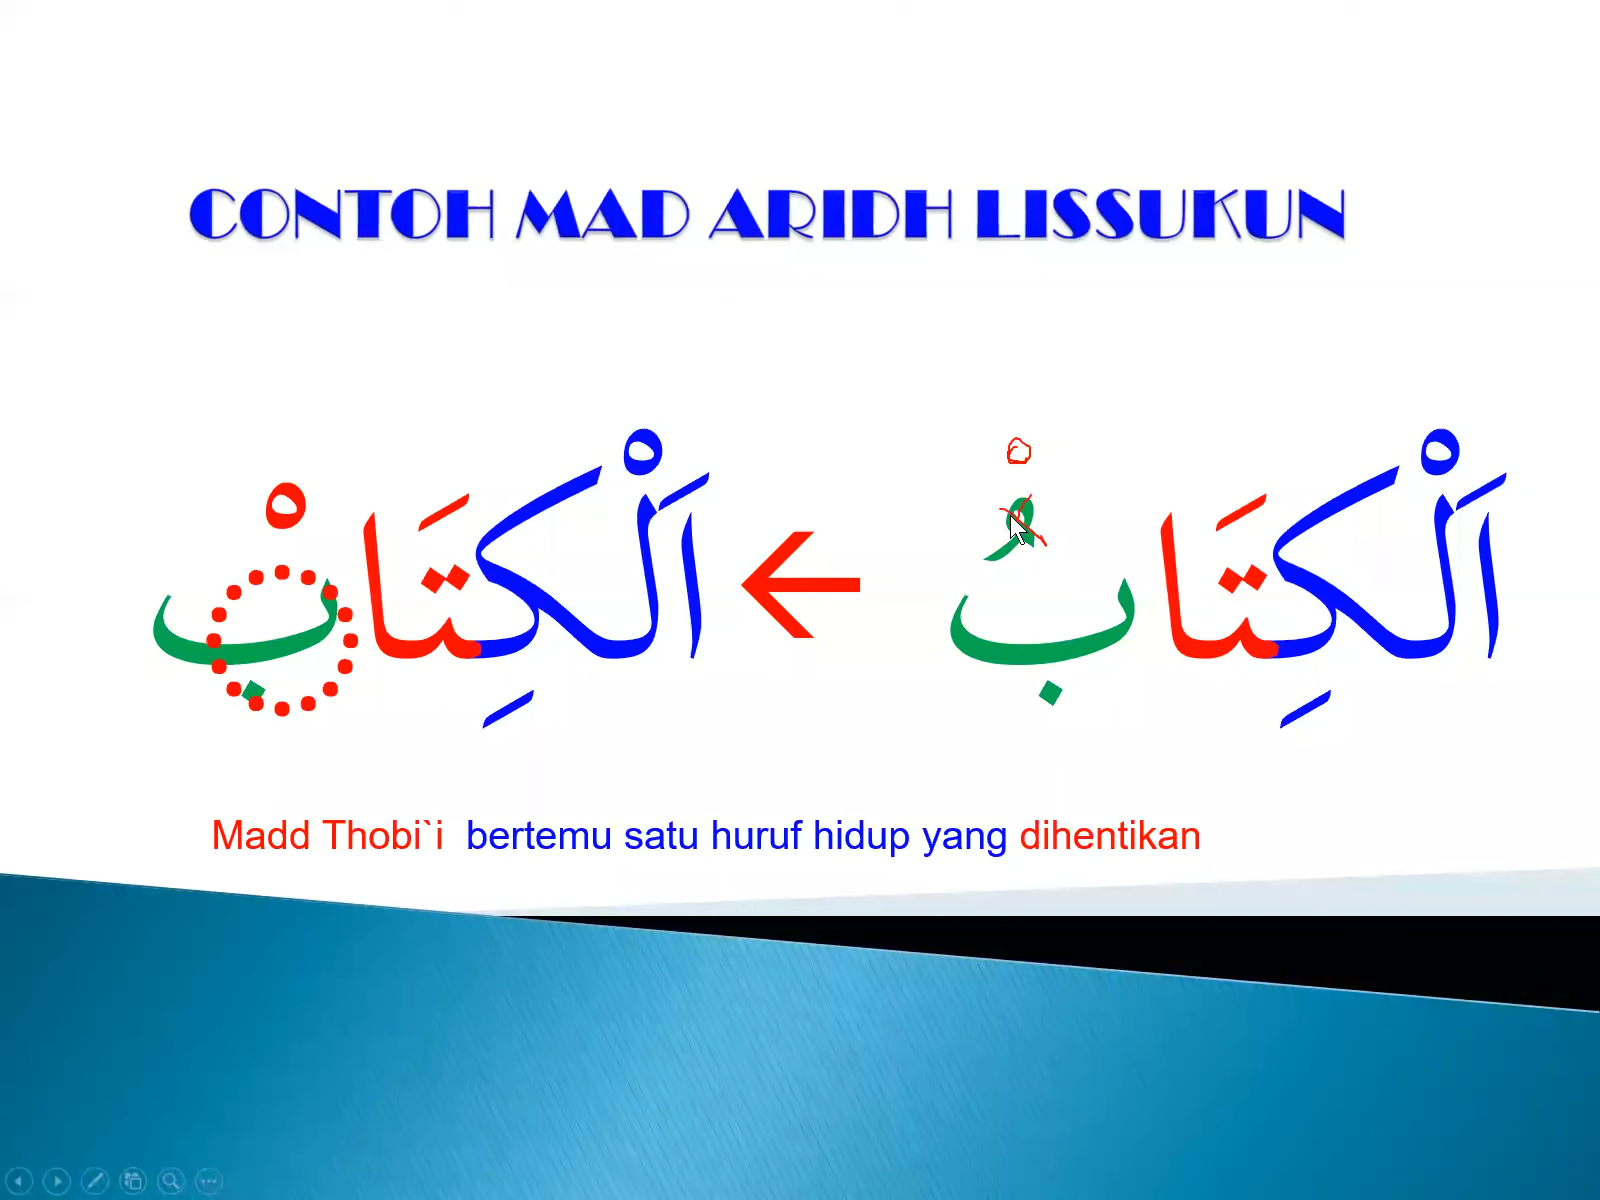 CONTOH MAD ARIDH LISSUKUN
اَلْكِتَابُ ← اَلْكِتَابْ
Madd Thobi`i bertemu satu huruf hidup yang dihentikan